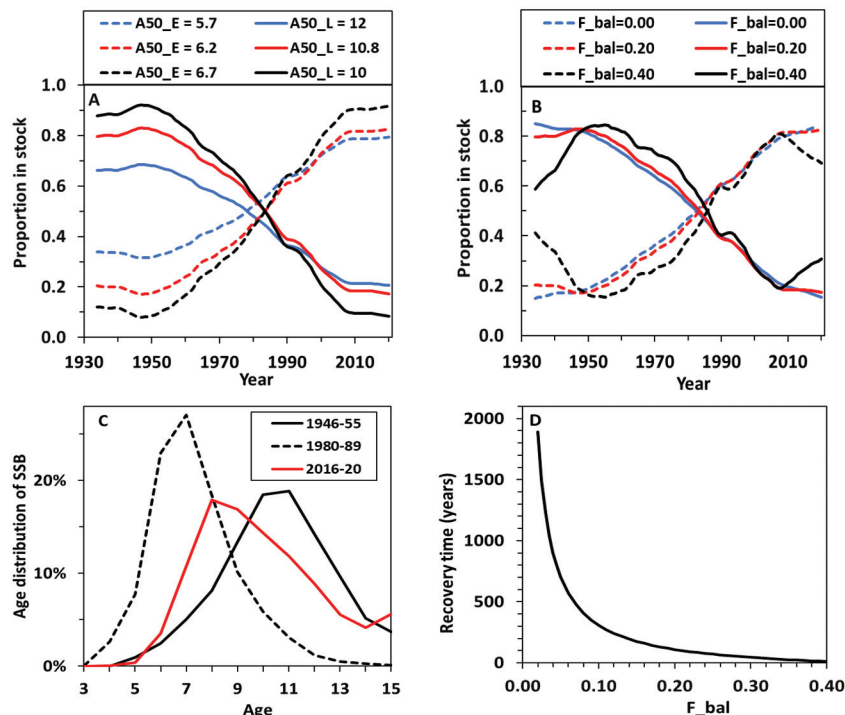 A50_E = 5.7 A50_L = 12
A50_E = 6.2 A50_L = 10.8
A50_E = 6.7 A50_L = 10
A
Proportion in stock
1.0
0.8
0.6
0.4
0.2
0.0
1930 1950 1970 1990 2010
Year
F_bal=0.00 F_bal=0.00
F_bal=0.20 F_bal=0.20
F_bal=0.40 F_bal=0.40
B
Proportion in stock
1.0
0.8
0.6
0.4
0.2
0.0
1930 1950 1970 1990 2010
Year
C
1946-55
1980-89
2016-20
Age distribution of SSB
20%
10%
0%
3 5 7 9 11 13 15
Age
D
Recovery time (years)
2000
1500
1000
500
0
0.00 0.10 0.20 0.30 0.40
F_bal